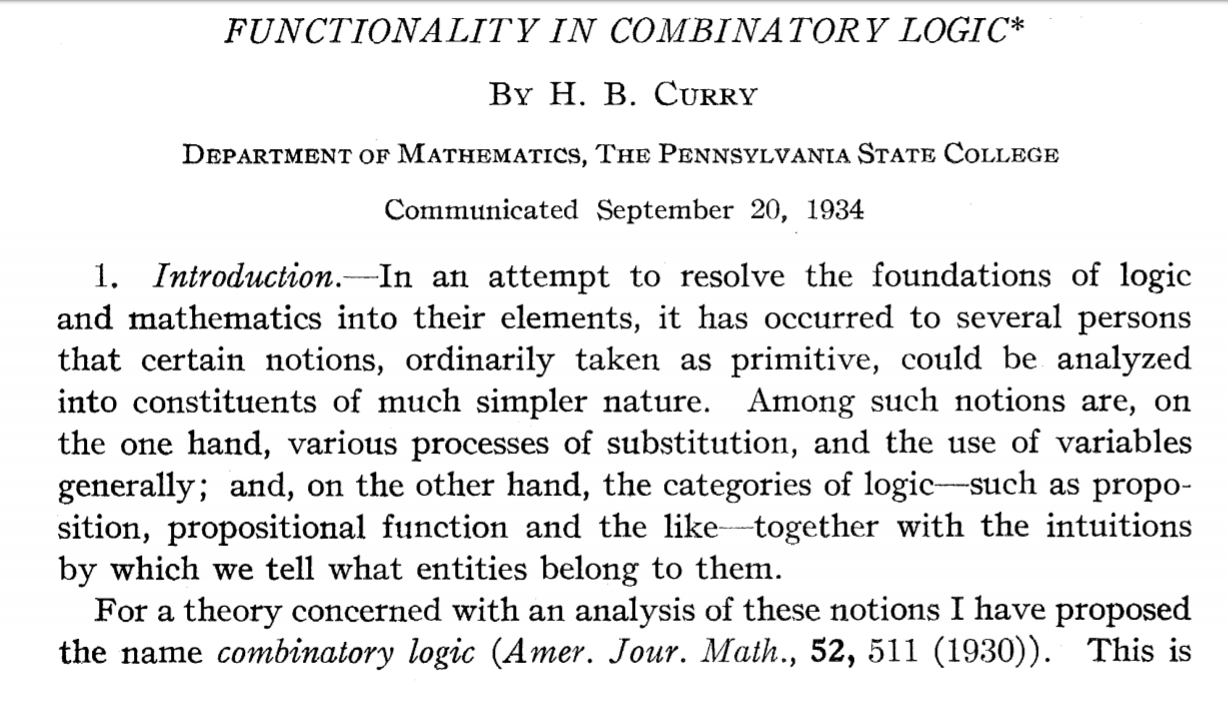 FUNCTIONALITY IN COMBINATORY LOGIC*
BY H. B. CURRY
DEPARTMENT OF MATHEMATICS, THE PENNSYLVANIA STATE COLLEGE
Communicated September 20, 1934
1. Introduction.—In an attempt to resolve the foundations of logic
and mathematics into their elements, it has occurred to several persons
that certain notions, ordinarily taken as primitive, could be analyzed
into constituents of much simpler nature. Among such notions are, on
the one hand, various processes of substitution, and the use of variables
generally; and, on the other hand, the categories of logic—such as propo-
sition, propositional function and the like—together with the intuitions
by which we tell what entities belong to them.
For a theory concerned with an analysis of these notions I have proposed
the name combinatory logic (Amer. Jour. Math., 52, 511 (1930)). This is